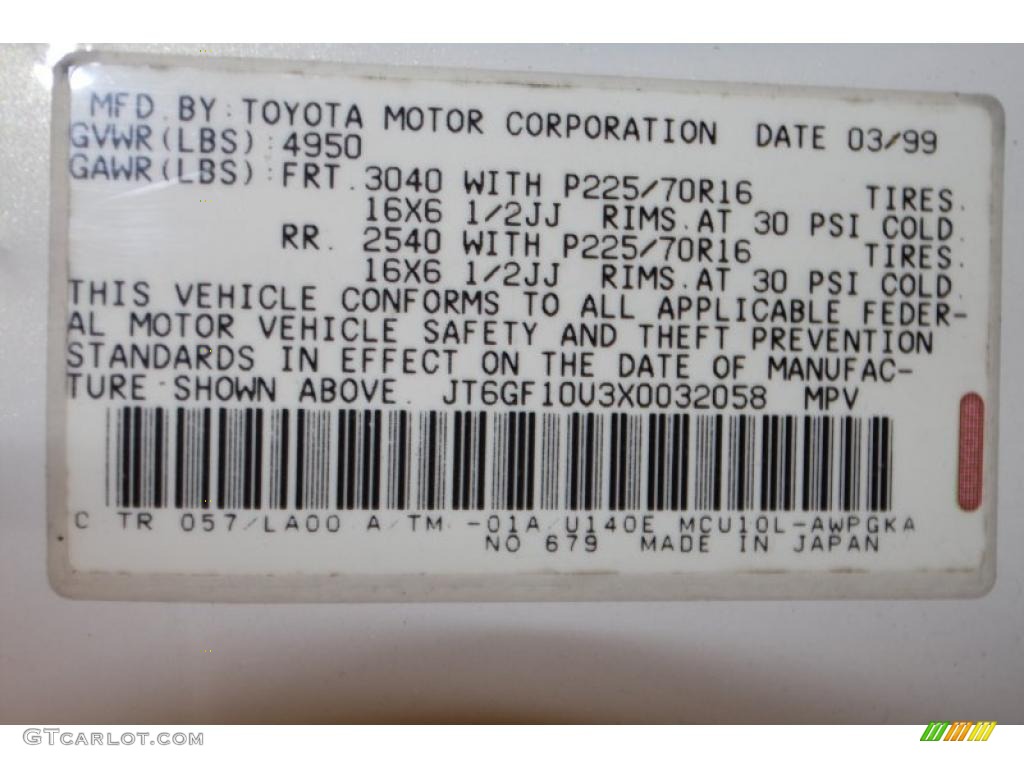 MFD. BY: TOYOTA MOTOR CORPORATION DATE 03/99
GVWR(LBS): 4950
GAWR(LBS): FRT. 3040 WITH P225/70R16 TIRES.
16X6 1/2JJ RIMS. AT 30 PSI COLD.
RR. 2540 WITH P225/70R16 TIRES.
16X6 1/2JJ RIMS. AT 30 PSI COLD.
THIS VEHICLE CONFORMS TO ALL APPLICABLE FEDER-
AL MOTOR VEHICLE SAFETY AND THEFT PREVENTION
STANDARDS IN EFFECT ON THE DATE OF MANUFAC-
TURE SHOWN ABOVE. JT6GF10U3X0032058 MPV
C TR 057/LA00 A/TM -01A/U140E MCU10L-AWPGKA
NO 679 MADE IN JAPAN
GTCARLOT.COM